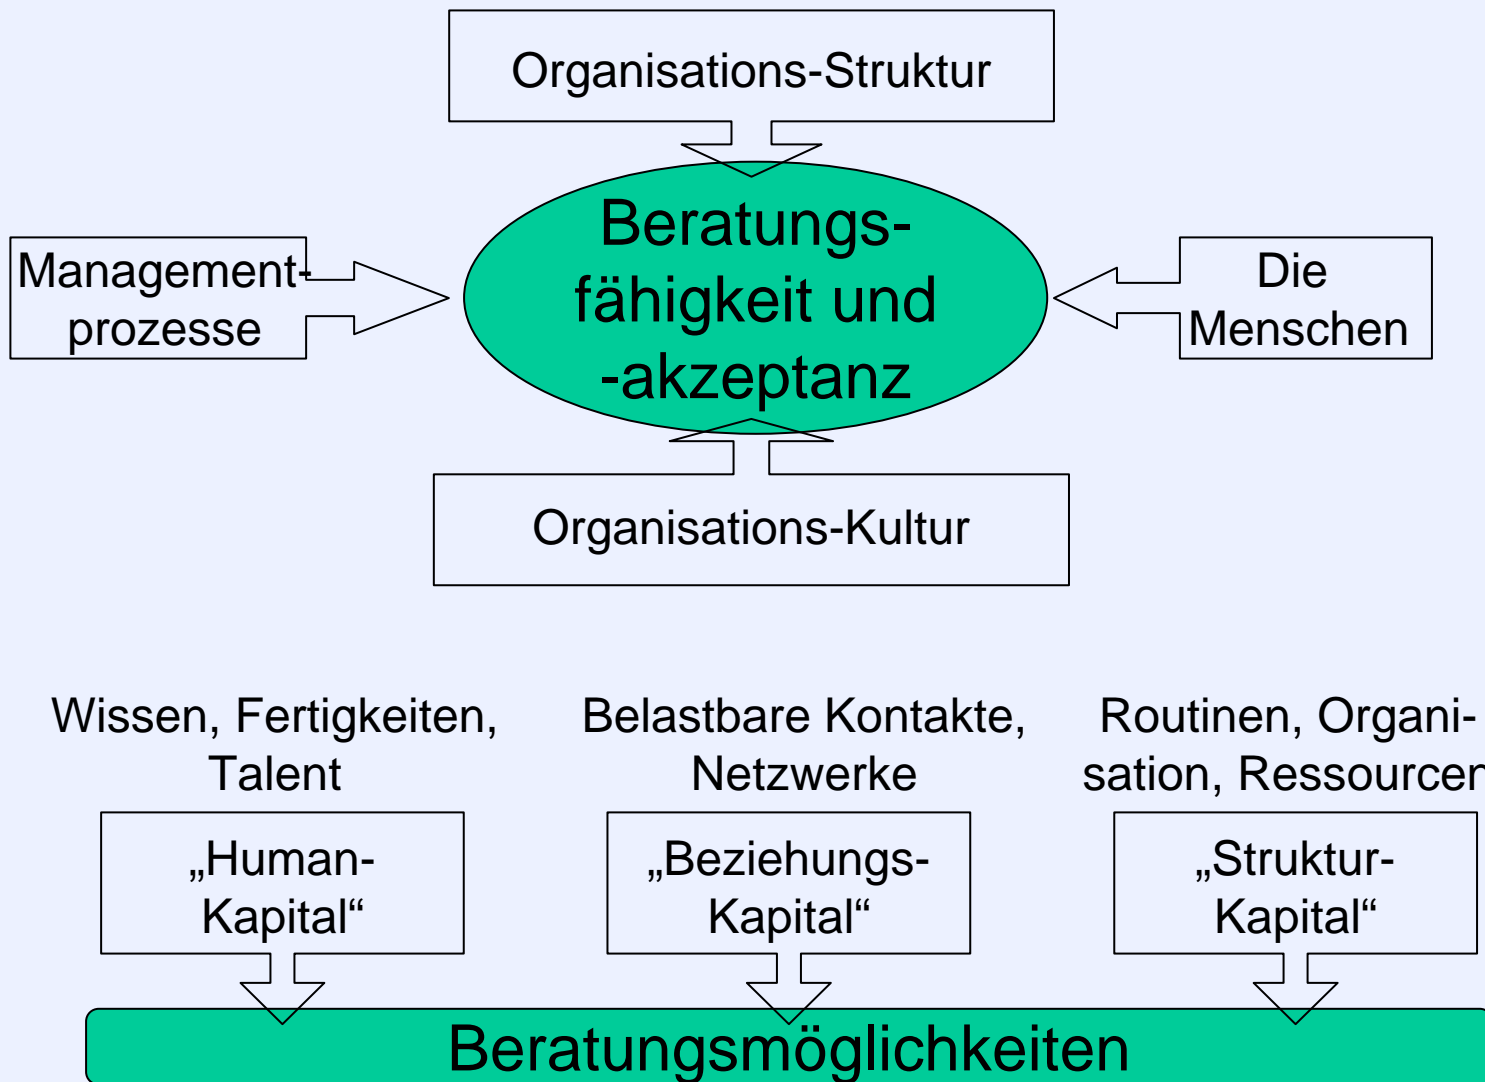 Organisations-Struktur
Management-
prozesse
Beratungs-
fähigkeit und
-akzeptanz
Die
Menschen
Organisations-Kultur
Wissen, Fertigkeiten,
Talent
Belastbare Kontakte,
Netzwerke
Routinen, Organi-
sation, Ressourcen
„Human-
Kapital“
„Beziehungs-
Kapital“
„Struktur-
Kapital“
Beratungsmöglichkeiten